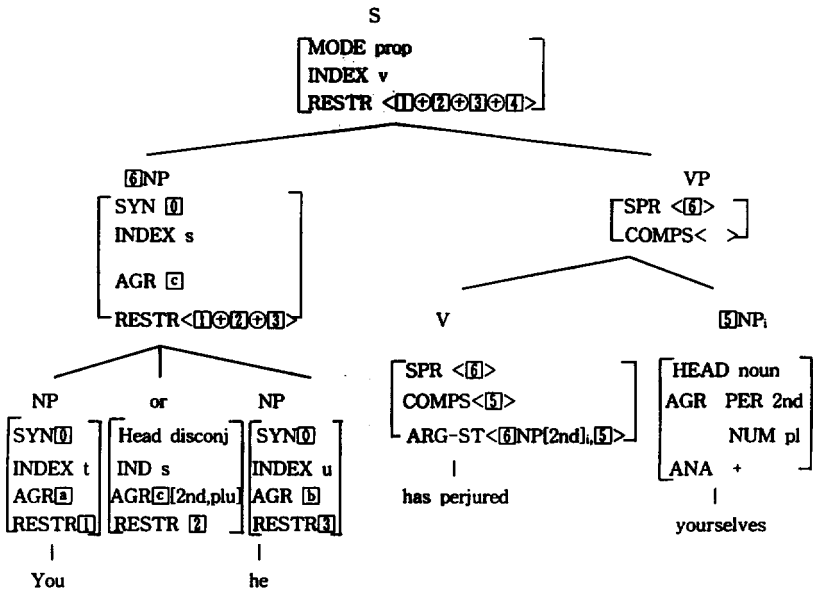 S
MODE prop
INDEX v
RESTR <1⊕2⊕3⊕4>
6NP VP
SYN 0 SPR <6>
INDEX s COMPS< >
AGR c
RESTR<1⊕2⊕3> V 5NPi
NP or NP SPR <6> HEAD noun
SYN0 Head disconj SYN0 COMPS<5> AGR PER 2nd
ARG-ST<6NP[2nd]i,5> NUM pl
INDEX t IND s INDEX u ANA +
AGRa AGRc[2nd,plu] AGR b has perjured
RESTR1 RESTR 2 RESTR3 yourselves
You he